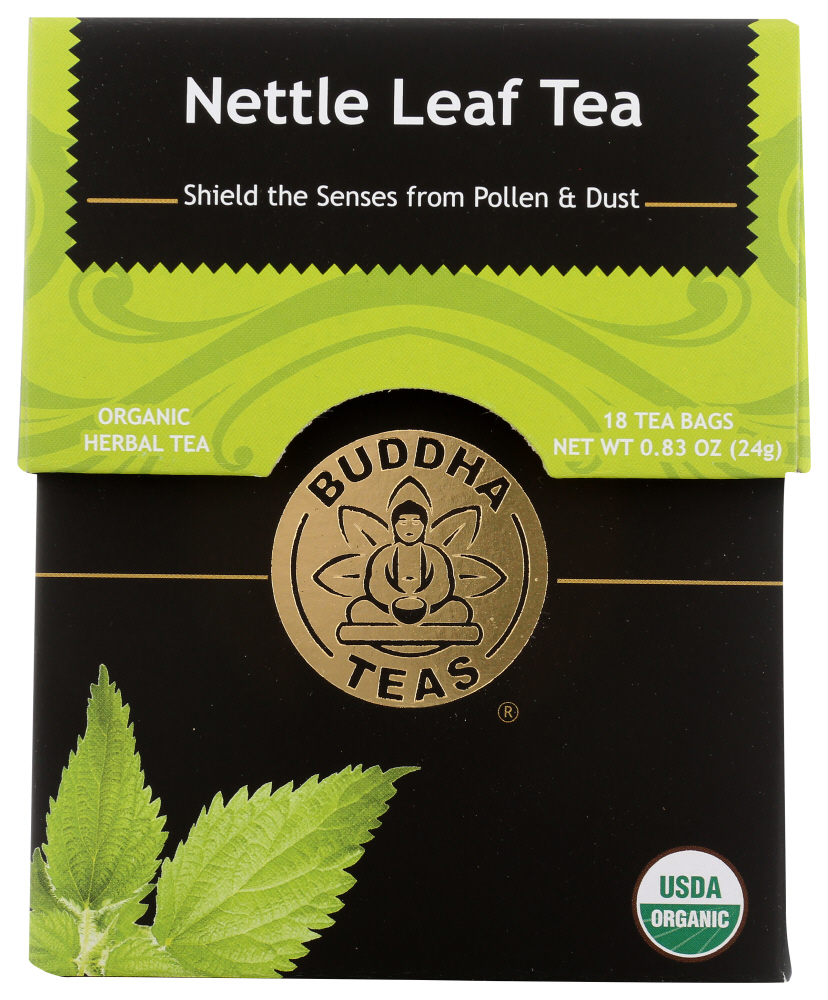 Nettle Leaf Tea
Shield the Senses from Pollen & Dust
ORGANIC
HERBAL TEA
18 TEA BAGS
NET WT 0.83 OZ (24g)
BUDDHA
TEAS
®
USDA
ORGANIC